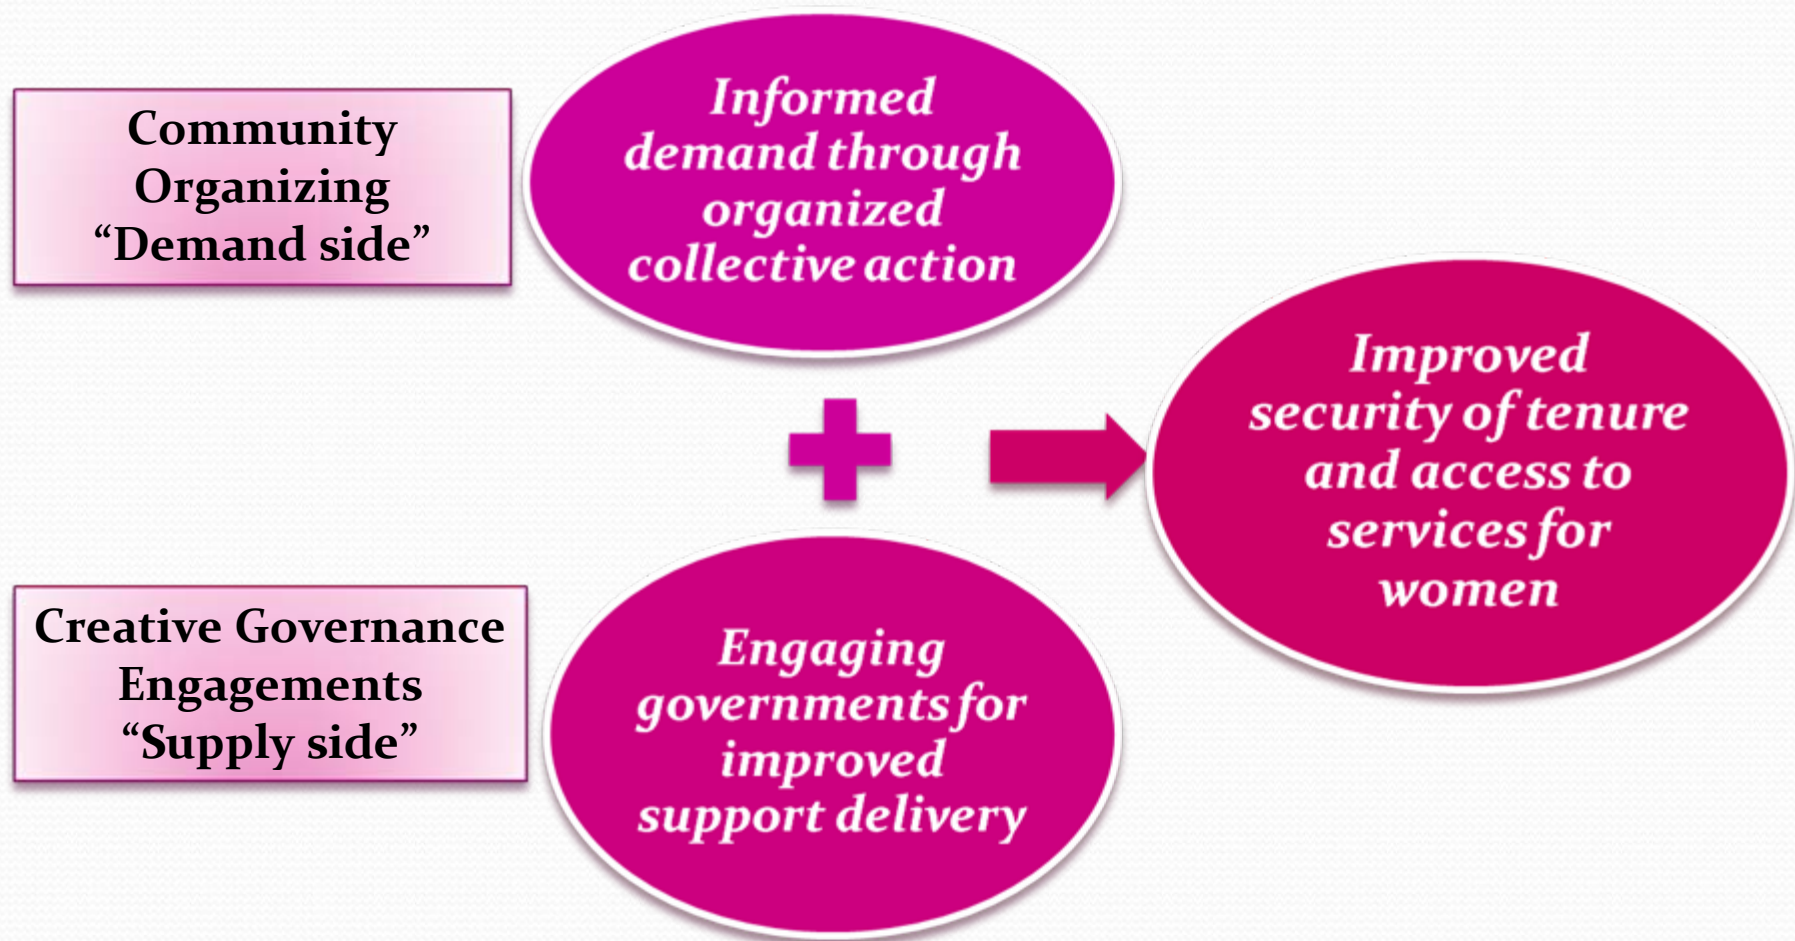 Community
Organizing
“Demand side”
Informed
demand through
organized
collective action
Improved
security of tenure
and access to
services for
women
Creative Governance
Engagements
“Supply side”
Engaging
governments for
improved
support delivery